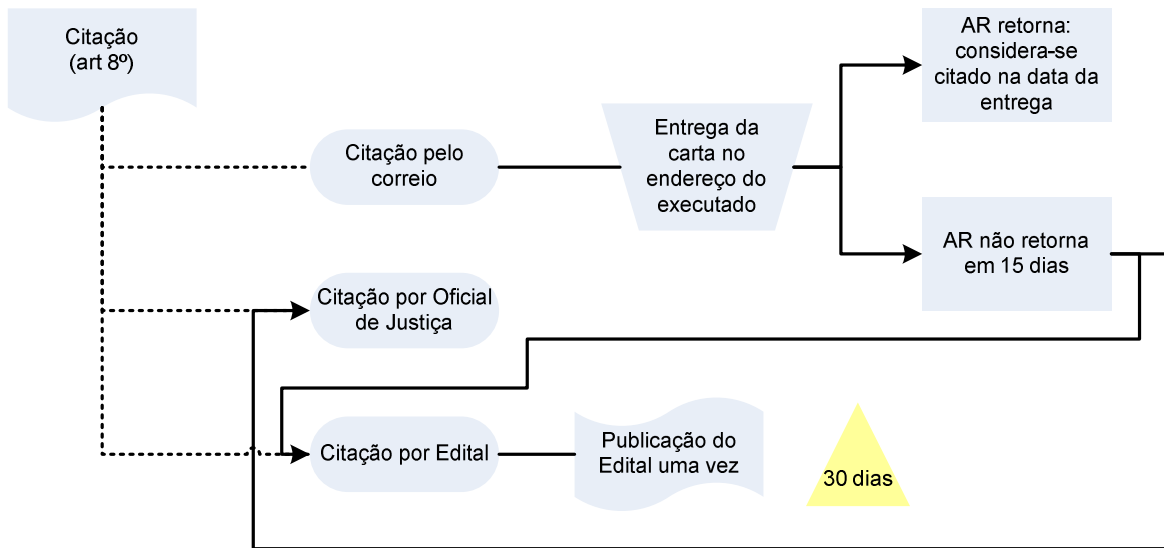 Citação
(art 8º)
AR retorna:
considera-se
citado na data da
entrega
Citação pelo
correio
Entrega da
carta no
endereço do
executado
AR não retorna
em 15 dias
Citação por Oficial
de Justiça
Citação por Edital
Publicação do
Edital uma vez
30 dias